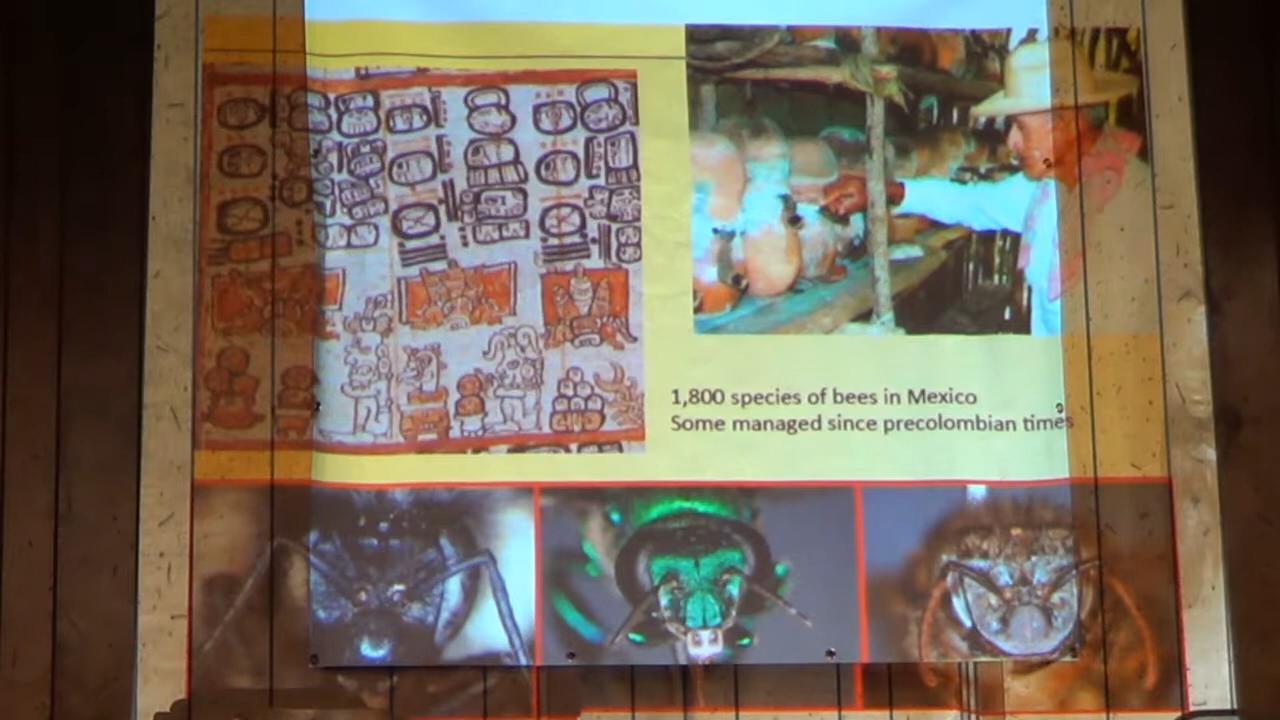 1,800 species of bees in Mexico
Some managed since precolombian times